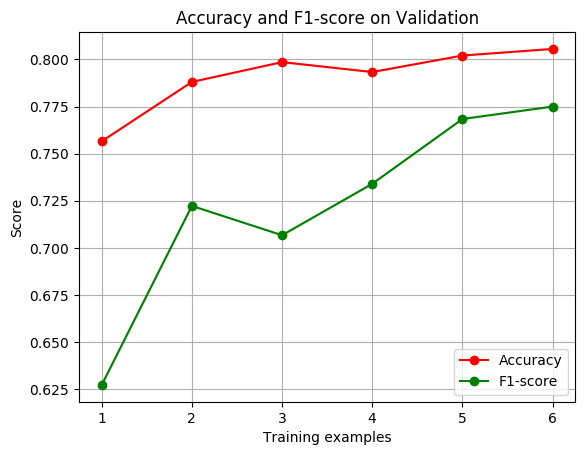 Accuracy and F1-score on Validation
Score
0.800
0.775
0.750
0.725
0.700
0.675
0.650
0.625
1 2 3 4 5 6
Training examples
Accuracy
F1-score